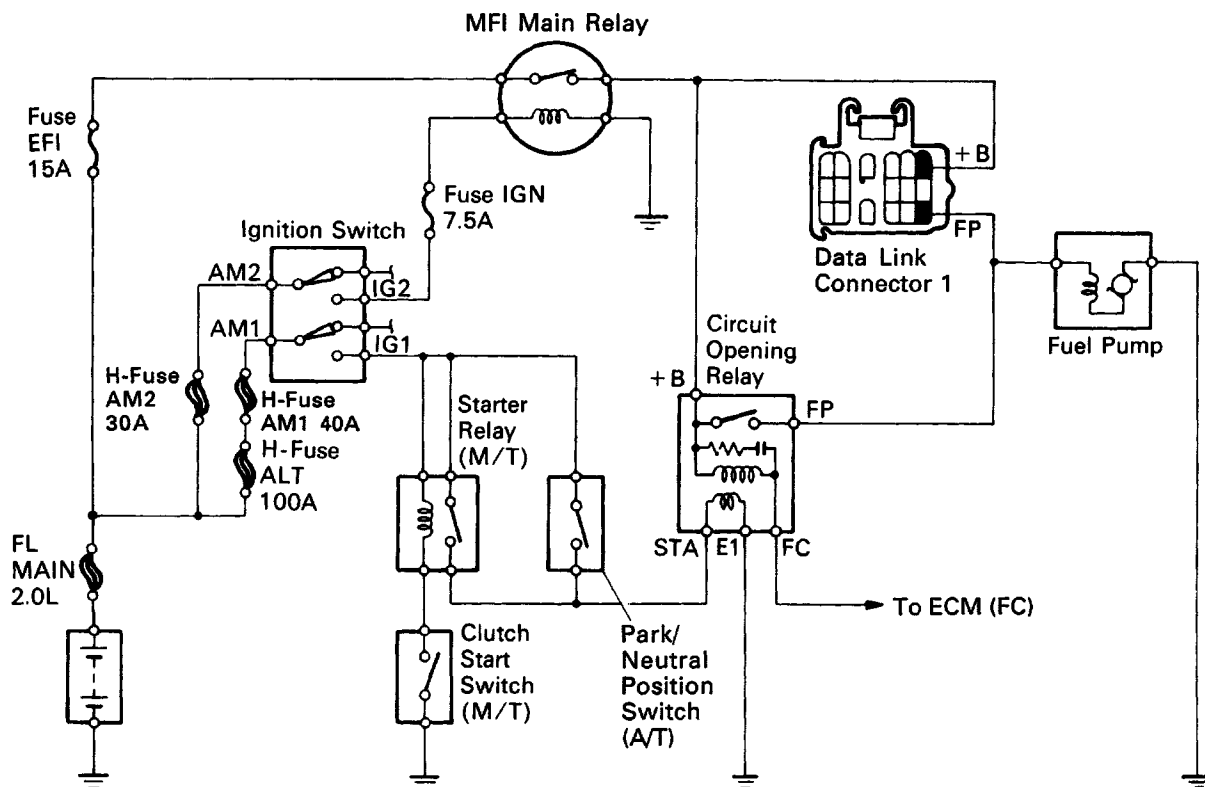 MFI Main Relay
Fuse
EFI
15A
Fuse IGN
7.5A
+B
FP
Data Link
Connector 1
Ignition Switch
AM2
IG2
AM1
IG1
H-Fuse
AM2
30A
H-Fuse
AM1 40A
H-Fuse
ALT
100A
Starter
Relay
(M/T)
Circuit
Opening
Relay
+B
FP
Fuel Pump
STA
E1
FC
To ECM (FC)
FL
MAIN
2.0L
Clutch
Start
Switch
(M/T)
Park/
Neutral
Position
Switch
(A/T)